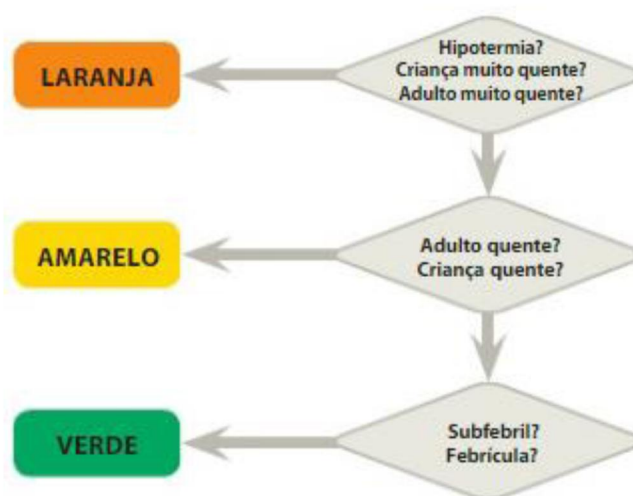 LARANJA
Hipotermia?
Criança muito quente?
Adulto muito quente?
AMARELO
Adulto quente?
Criança quente?
VERDE
Subfebril?
Febrícula?